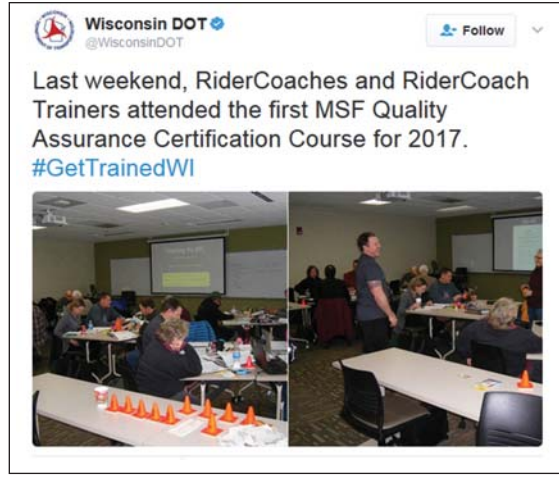 Wisconsin DOT
@WisconsinDOT
Follow
Last weekend, RiderCoaches and RiderCoach
Trainers attended the first MSF Quality
Assurance Certification Course for 2017.
#GetTrainedWI